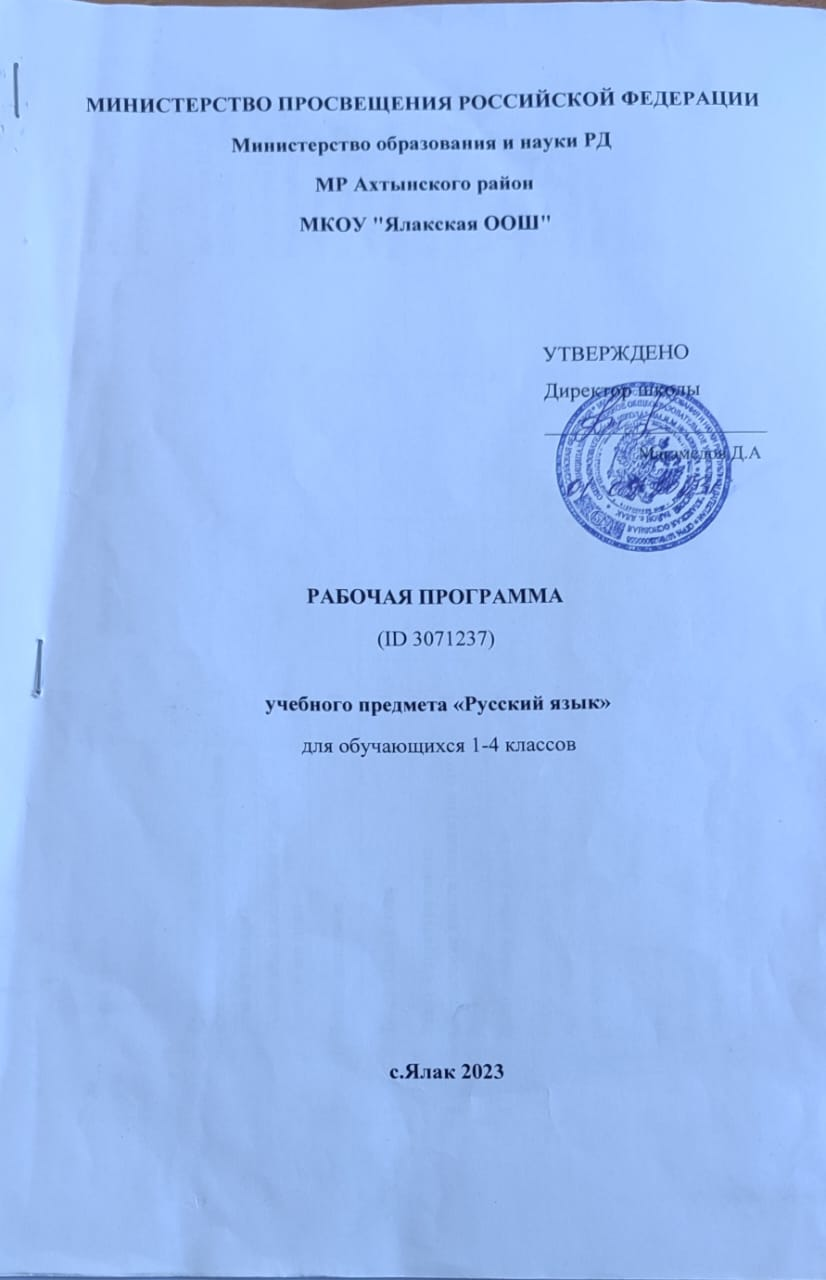 МИНИСТЕРСТВО ПРОСВЕЩЕНИЯ РОССИЙСКОЙ ФЕДЕРАЦИИ
Министерство образования и науки РД
МР Ахтынского район
МКОУ "Ялакская ООШ"
УТВЕРЖДЕНО
Директор школы
Д.А
РАБОЧАЯ ПРОГРАММА
(ID 3071237)
учебного предмета «Русский язык»
для обучающихся 1-4 классов
с.Ялак 2023